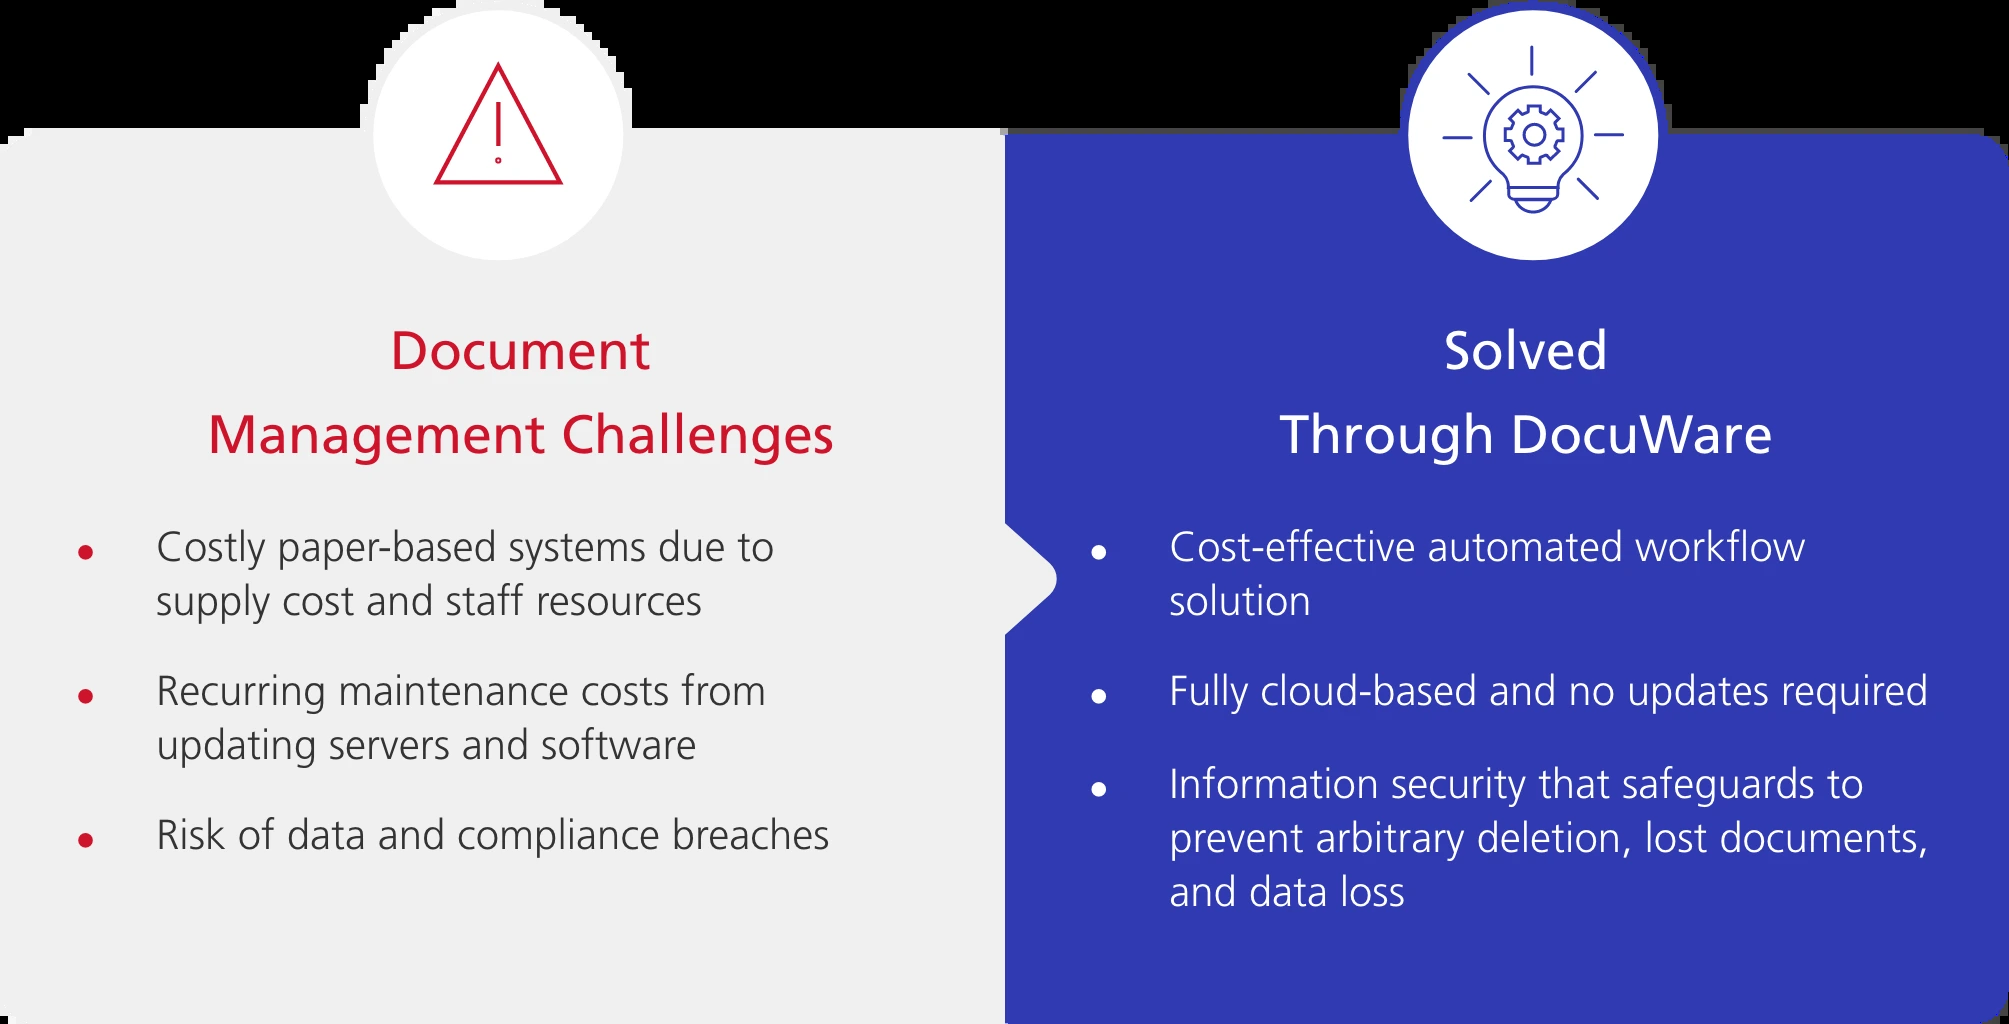 Document
Management Challenges
• Costly paper-based systems due to
supply cost and staff resources
• Recurring maintenance costs from
updating servers and software
• Risk of data and compliance breaches
Solved
Through DocuWare
• Cost-effective automated workflow
solution
• Fully cloud-based and no updates required
• Information security that safeguards to
prevent arbitrary deletion, lost documents,
and data loss